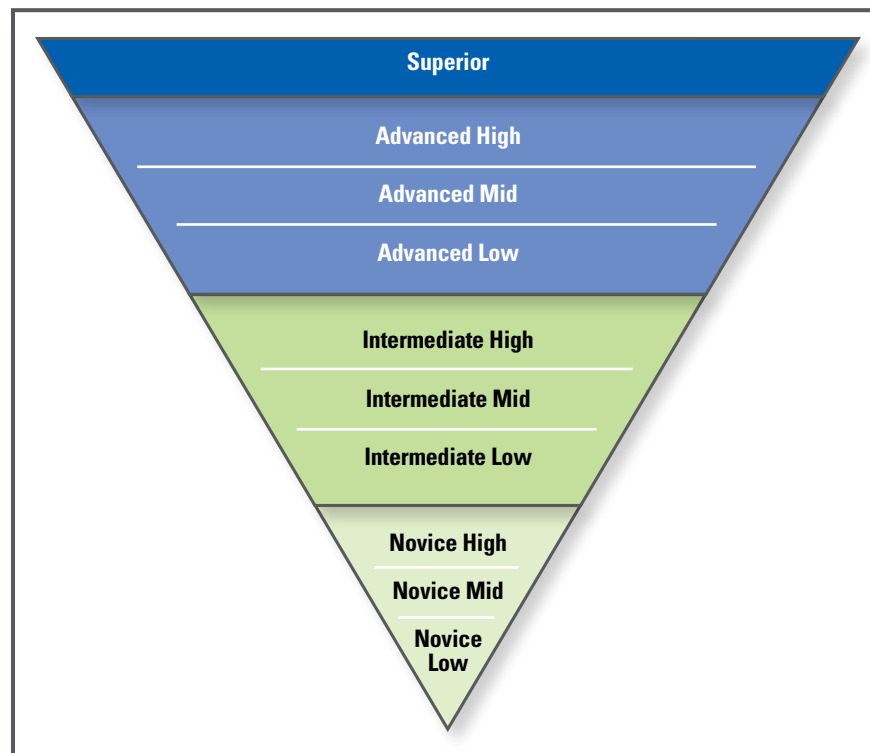 Superior
Advanced High
Advanced Mid
Advanced Low
Intermediate High
Intermediate Mid
Intermediate Low
Novice High
Novice Mid
Novice
Low